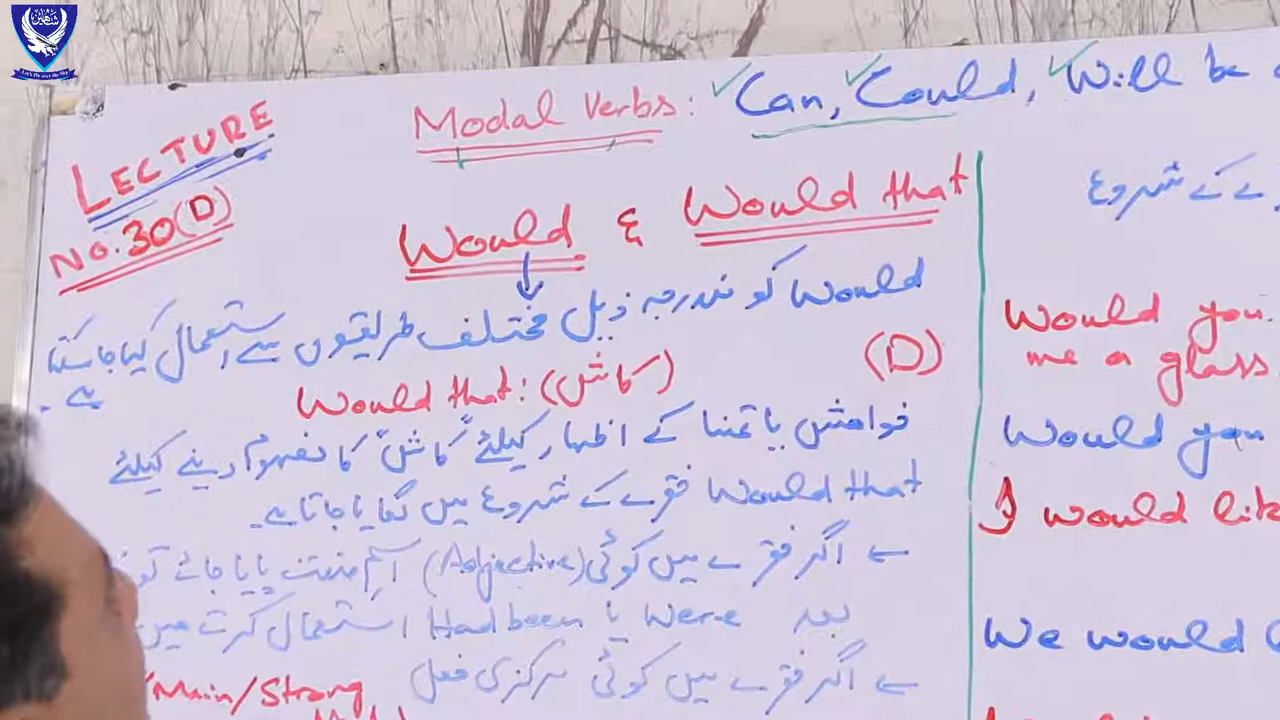 LECTURE
NO.30(D)
Modal Verbs: Can, Could, Will be
Would & Would that
Would کو مندرجہ ذیل مختلف طریقوں سے استعمال کیا جا سکتا
ہے۔
(D)
Would that: (کاش)
خواہش یا تمنا کے اظہار کیلئے "کاش" کا مفہوم دینے کیلئے
Would that فقرے کے شروع میں لگایا جاتا ہے۔
اگر فقرے میں کوئی (Adjective) اسم صفت پایا جائے تو
بعد Were یا Had been استعمال کرتے ہیں
اگر فقرے میں کوئی مرکزی فعل
Main/Strong
کے شروع
Would you
me a glass
Would you
I would like
We would